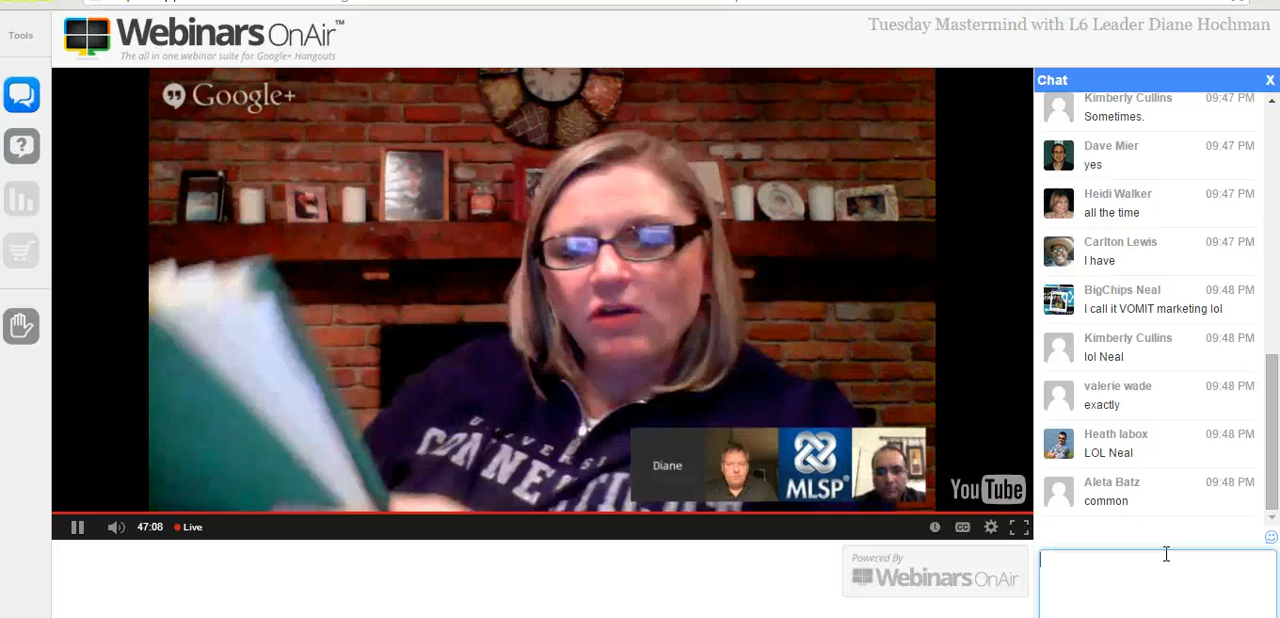 Tools
Webinars OnAir™
The all in one webinar suite for Google+ Hangouts
Tuesday Mastermind with L6 Leader Diane Hochman
Google+
Diane
MLSP®
YouTube
47:08 Live
CC
Powered By
Webinars OnAir
Chat X
Kimberly Cullins 09:47 PM
Sometimes.
Dave Mier 09:47 PM
yes
Heidi Walker 09:47 PM
all the time
Carlton Lewis 09:47 PM
I have
BigChips Neal 09:48 PM
I call it VOMIT marketing lol
Kimberly Cullins 09:48 PM
lol Neal
valerie wade 09:48 PM
exactly
Heath labox 09:48 PM
LOL Neal
Aleta Batz 09:48 PM
common